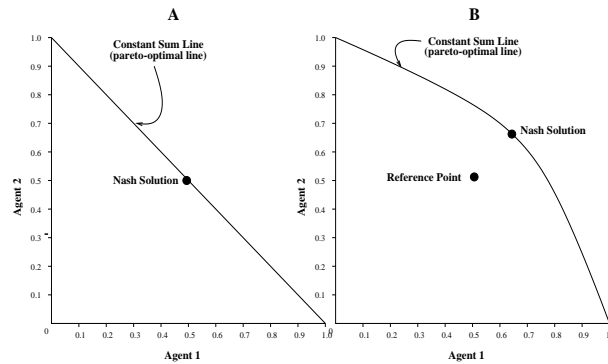 A
1.0
0.9
0.8
0.7
0.6
0.5
0.4
0.3
0.2
0.1
0
0.1 0.2 0.3 0.4 0.5 0.6 0.7 0.8 0.9 1.0
Agent 2
Agent 1
Constant Sum Line
(pareto-optimal line)
Nash Solution
B
1.0
0.9
0.8
0.7
0.6
0.5
0.4
0.3
0.2
0.1
0
0.1 0.2 0.3 0.4 0.5 0.6 0.7 0.8 0.9
Agent 2
Agent 1
Constant Sum Line
(pareto-optimal line)
Nash Solution
Reference Point